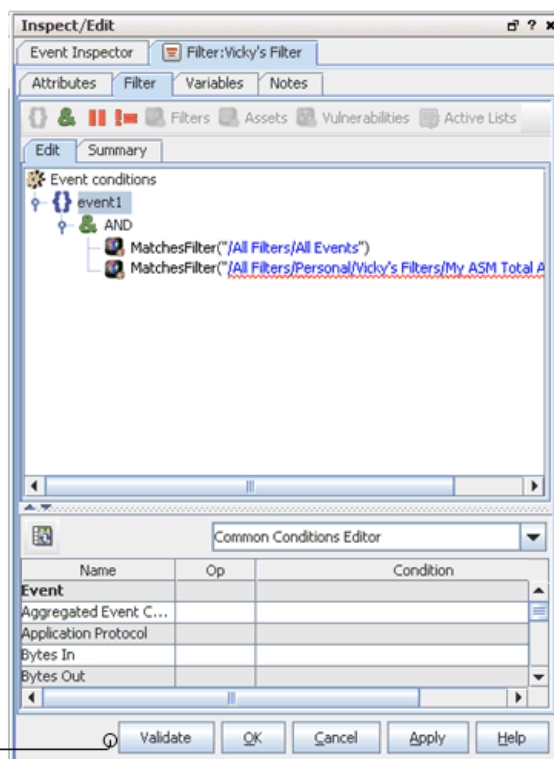 Inspect/Edit
Event Inspector Filter:Vicky's Filter
Attributes Filter Variables Notes
Filters Assets Vulnerabilities Active Lists
Edit Summary
Event conditions
event1
AND
MatchesFilter("/All Filters/All Events")
MatchesFilter("/All Filters/Personal/Vicky's Filters/My ASM Total A
Common Conditions Editor
Name Op Condition
Event
Aggregated Event C...
Application Protocol
Bytes In
Bytes Out
Validate OK Cancel Apply Help